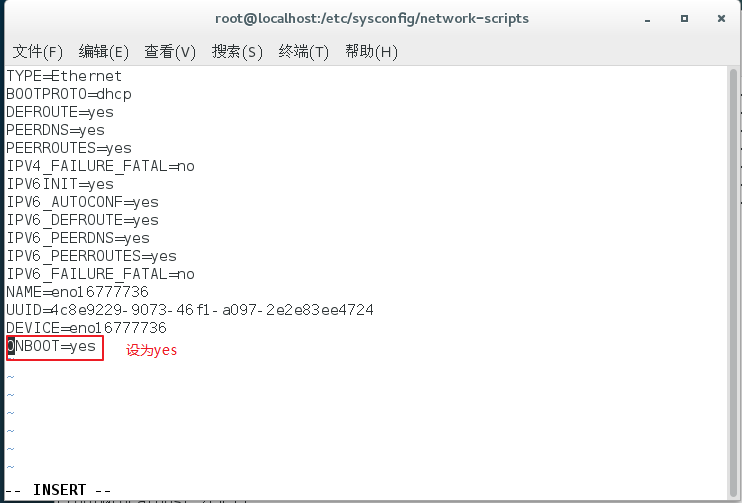 root@localhost:/etc/sysconfig/network-scripts
文件(F) 编辑(E) 查看(V) 搜索(S) 终端(T) 帮助(H)
TYPE=Ethernet
BOOTPROTO=dhcp
DEFROUTE=yes
PEERDNS=yes
PEERROUTES=yes
IPV4_FAILURE_FATAL=no
IPV6INIT=yes
IPV6_AUTOCONF=yes
IPV6_DEFROUTE=yes
IPV6_PEERDNS=yes
IPV6_PEERROUTES=yes
IPV6_FAILURE_FATAL=no
NAME=eno16777736
UUID=4c8e9229-9073-46f1-a097-2e2e83ee4724
DEVICE=eno16777736
ONBOOT=yes 设为yes
~
~
~
~
~
~
-- INSERT --